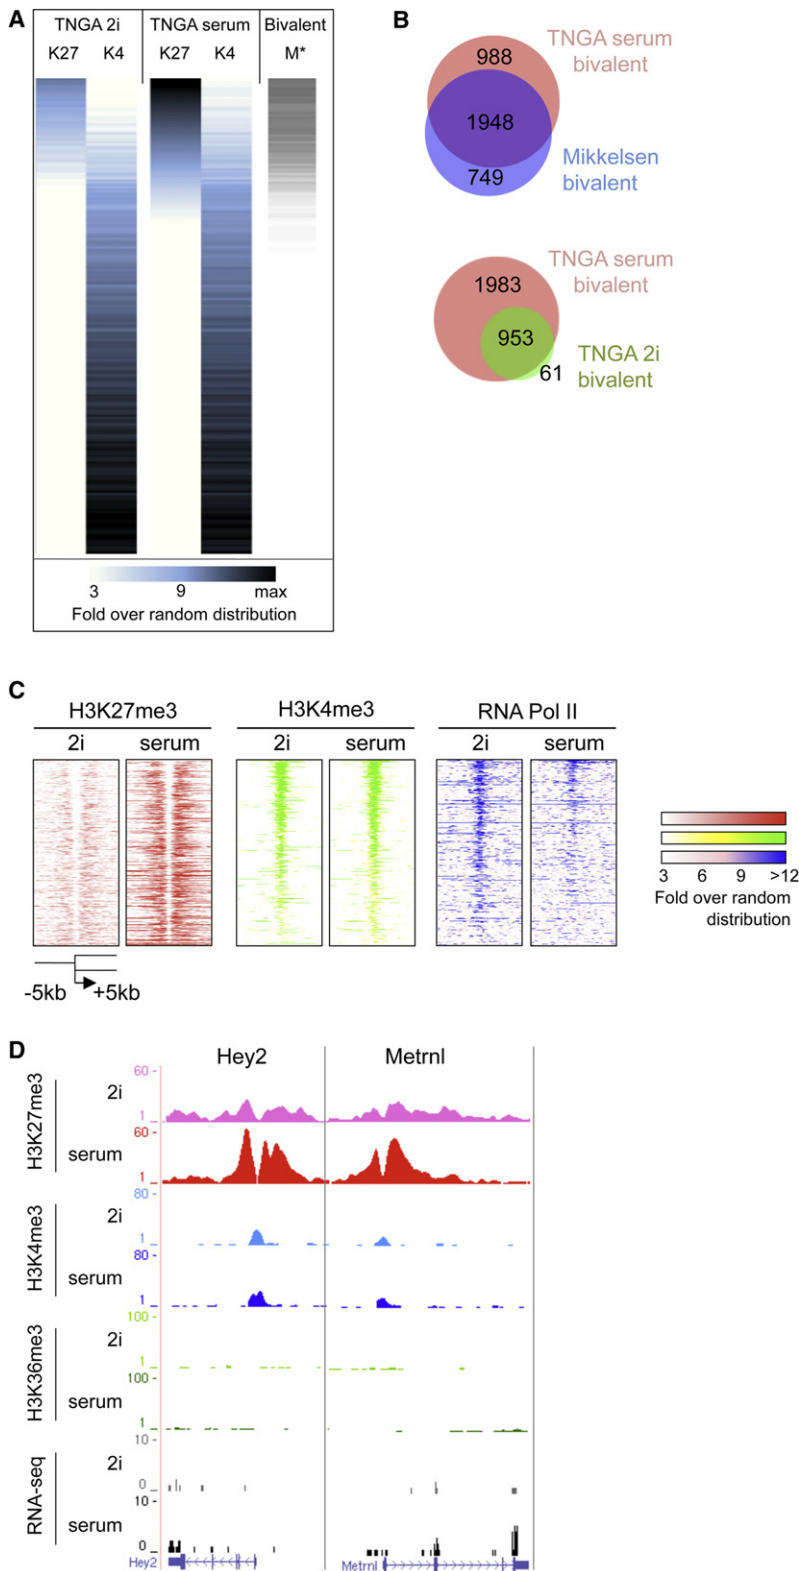 A
TNGA 2i
TNGA serum
Bivalent
K27
K4
K27
K4
M*
3
9
max
Fold over random distribution
B
TNGA serum
bivalent
988
1948
Mikkelsen
bivalent
749
TNGA serum
bivalent
1983
953
TNGA 2i
bivalent
61
C
H3K27me3
H3K4me3
RNA Pol II
2i
serum
2i
serum
2i
serum
3
6
9
>12
Fold over random
distribution
-5kb
+5kb
D
Hey2
Metrnl
H3K27me3
2i
60
1
serum
60
1
H3K4me3
2i
80
1
serum
80
1
H3K36me3
2i
100
1
serum
100
1
RNA-seq
2i
10
0
serum
10
0
Hey2
Metrnl